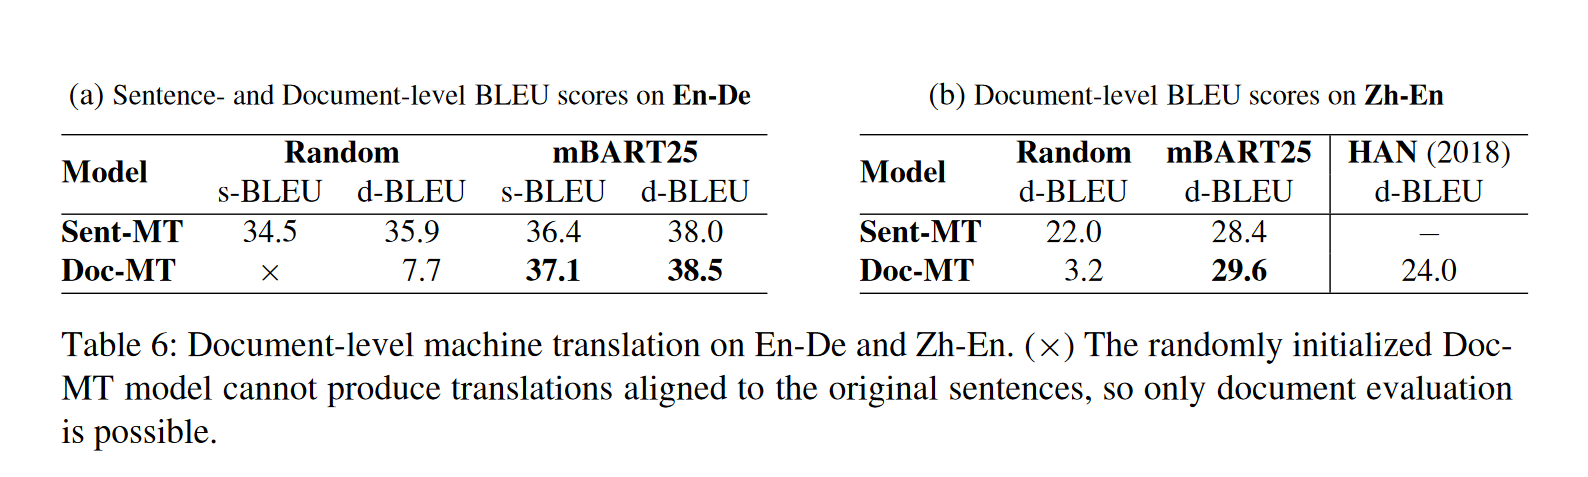 (a) Sentence- and Document-level BLEU scores on En-De
Model Random mBART25
s-BLEU d-BLEU s-BLEU d-BLEU
Sent-MT 34.5 35.9 36.4 38.0
Doc-MT × 7.7 37.1 38.5
(b) Document-level BLEU scores on Zh-En
Model Random mBART25 HAN (2018)
d-BLEU d-BLEU d-BLEU
Sent-MT 22.0 28.4 –
Doc-MT 3.2 29.6 24.0
Table 6: Document-level machine translation on En-De and Zh-En. (×) The randomly initialized Doc-
MT model cannot produce translations aligned to the original sentences, so only document evaluation
is possible.